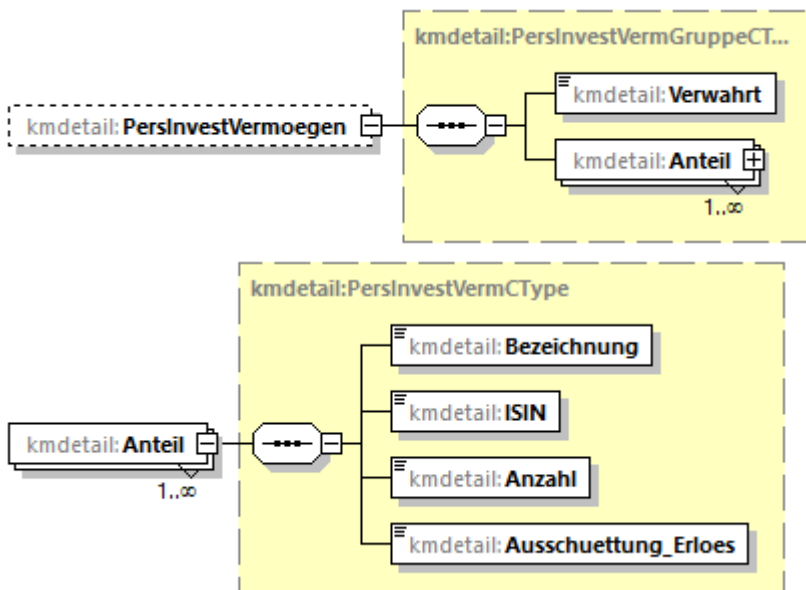 kmdetail:PersInvestVermGruppeCT...
kmdetail:Verwahrt
kmdetail:PersInvestVermoegen
kmdetail:Anteil
1..∞
kmdetail:PersInvestVermCType
kmdetail:Bezeichnung
kmdetail:ISIN
kmdetail:Anteil
1..∞
kmdetail:Anzahl
kmdetail:Ausschuettung_Erloes